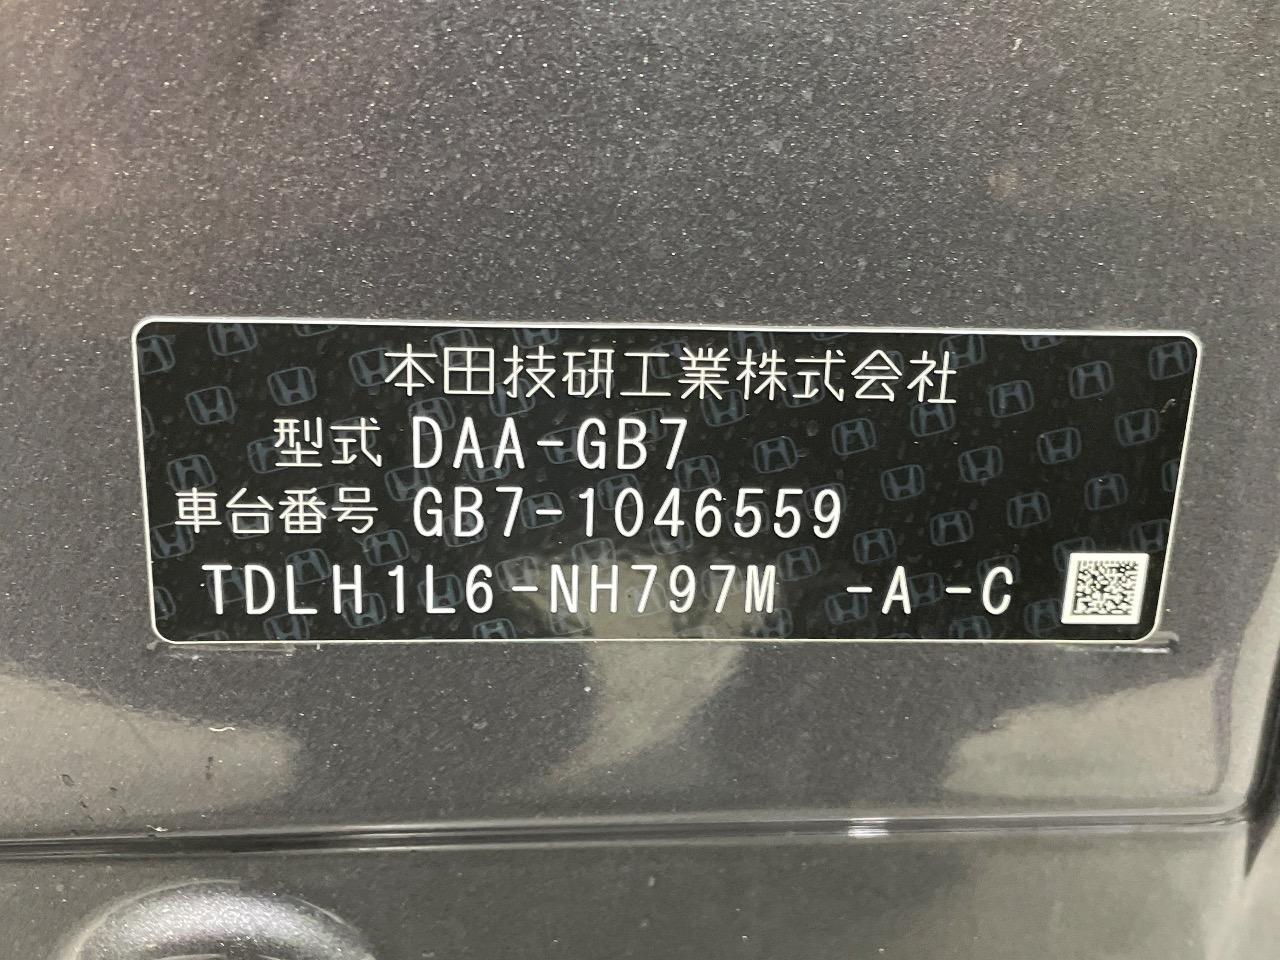 本田技研工業株式会社
型式 DAA-GB7
車台番号 GB7-1046559
TDLH1L6-NH797M -A -C